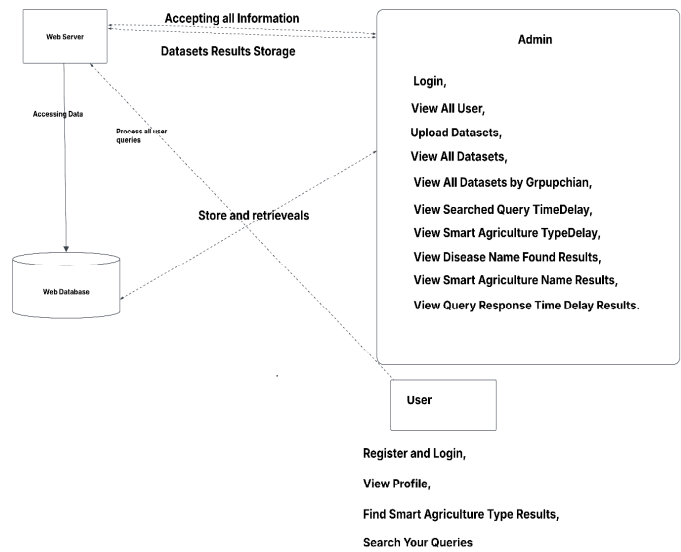 Accepting all Information
Web Server
Admin
Datasets Results Storage
Login,
View All User,
Accessing Data
Process all user
queries
Upload Datasets,
View All Datasets,
View All Datasets by Grpupchian,
View Searched Query TimeDelay,
Store and retrieveals
View Smart Agriculture TypeDelay,
View Disease Name Found Results,
View Smart Agriculture Name Results,
Web Database
View Query Response Time Delay Results.
User
Register and Login,
View Profile,
Find Smart Agriculture Type Results,
Search Your Queries